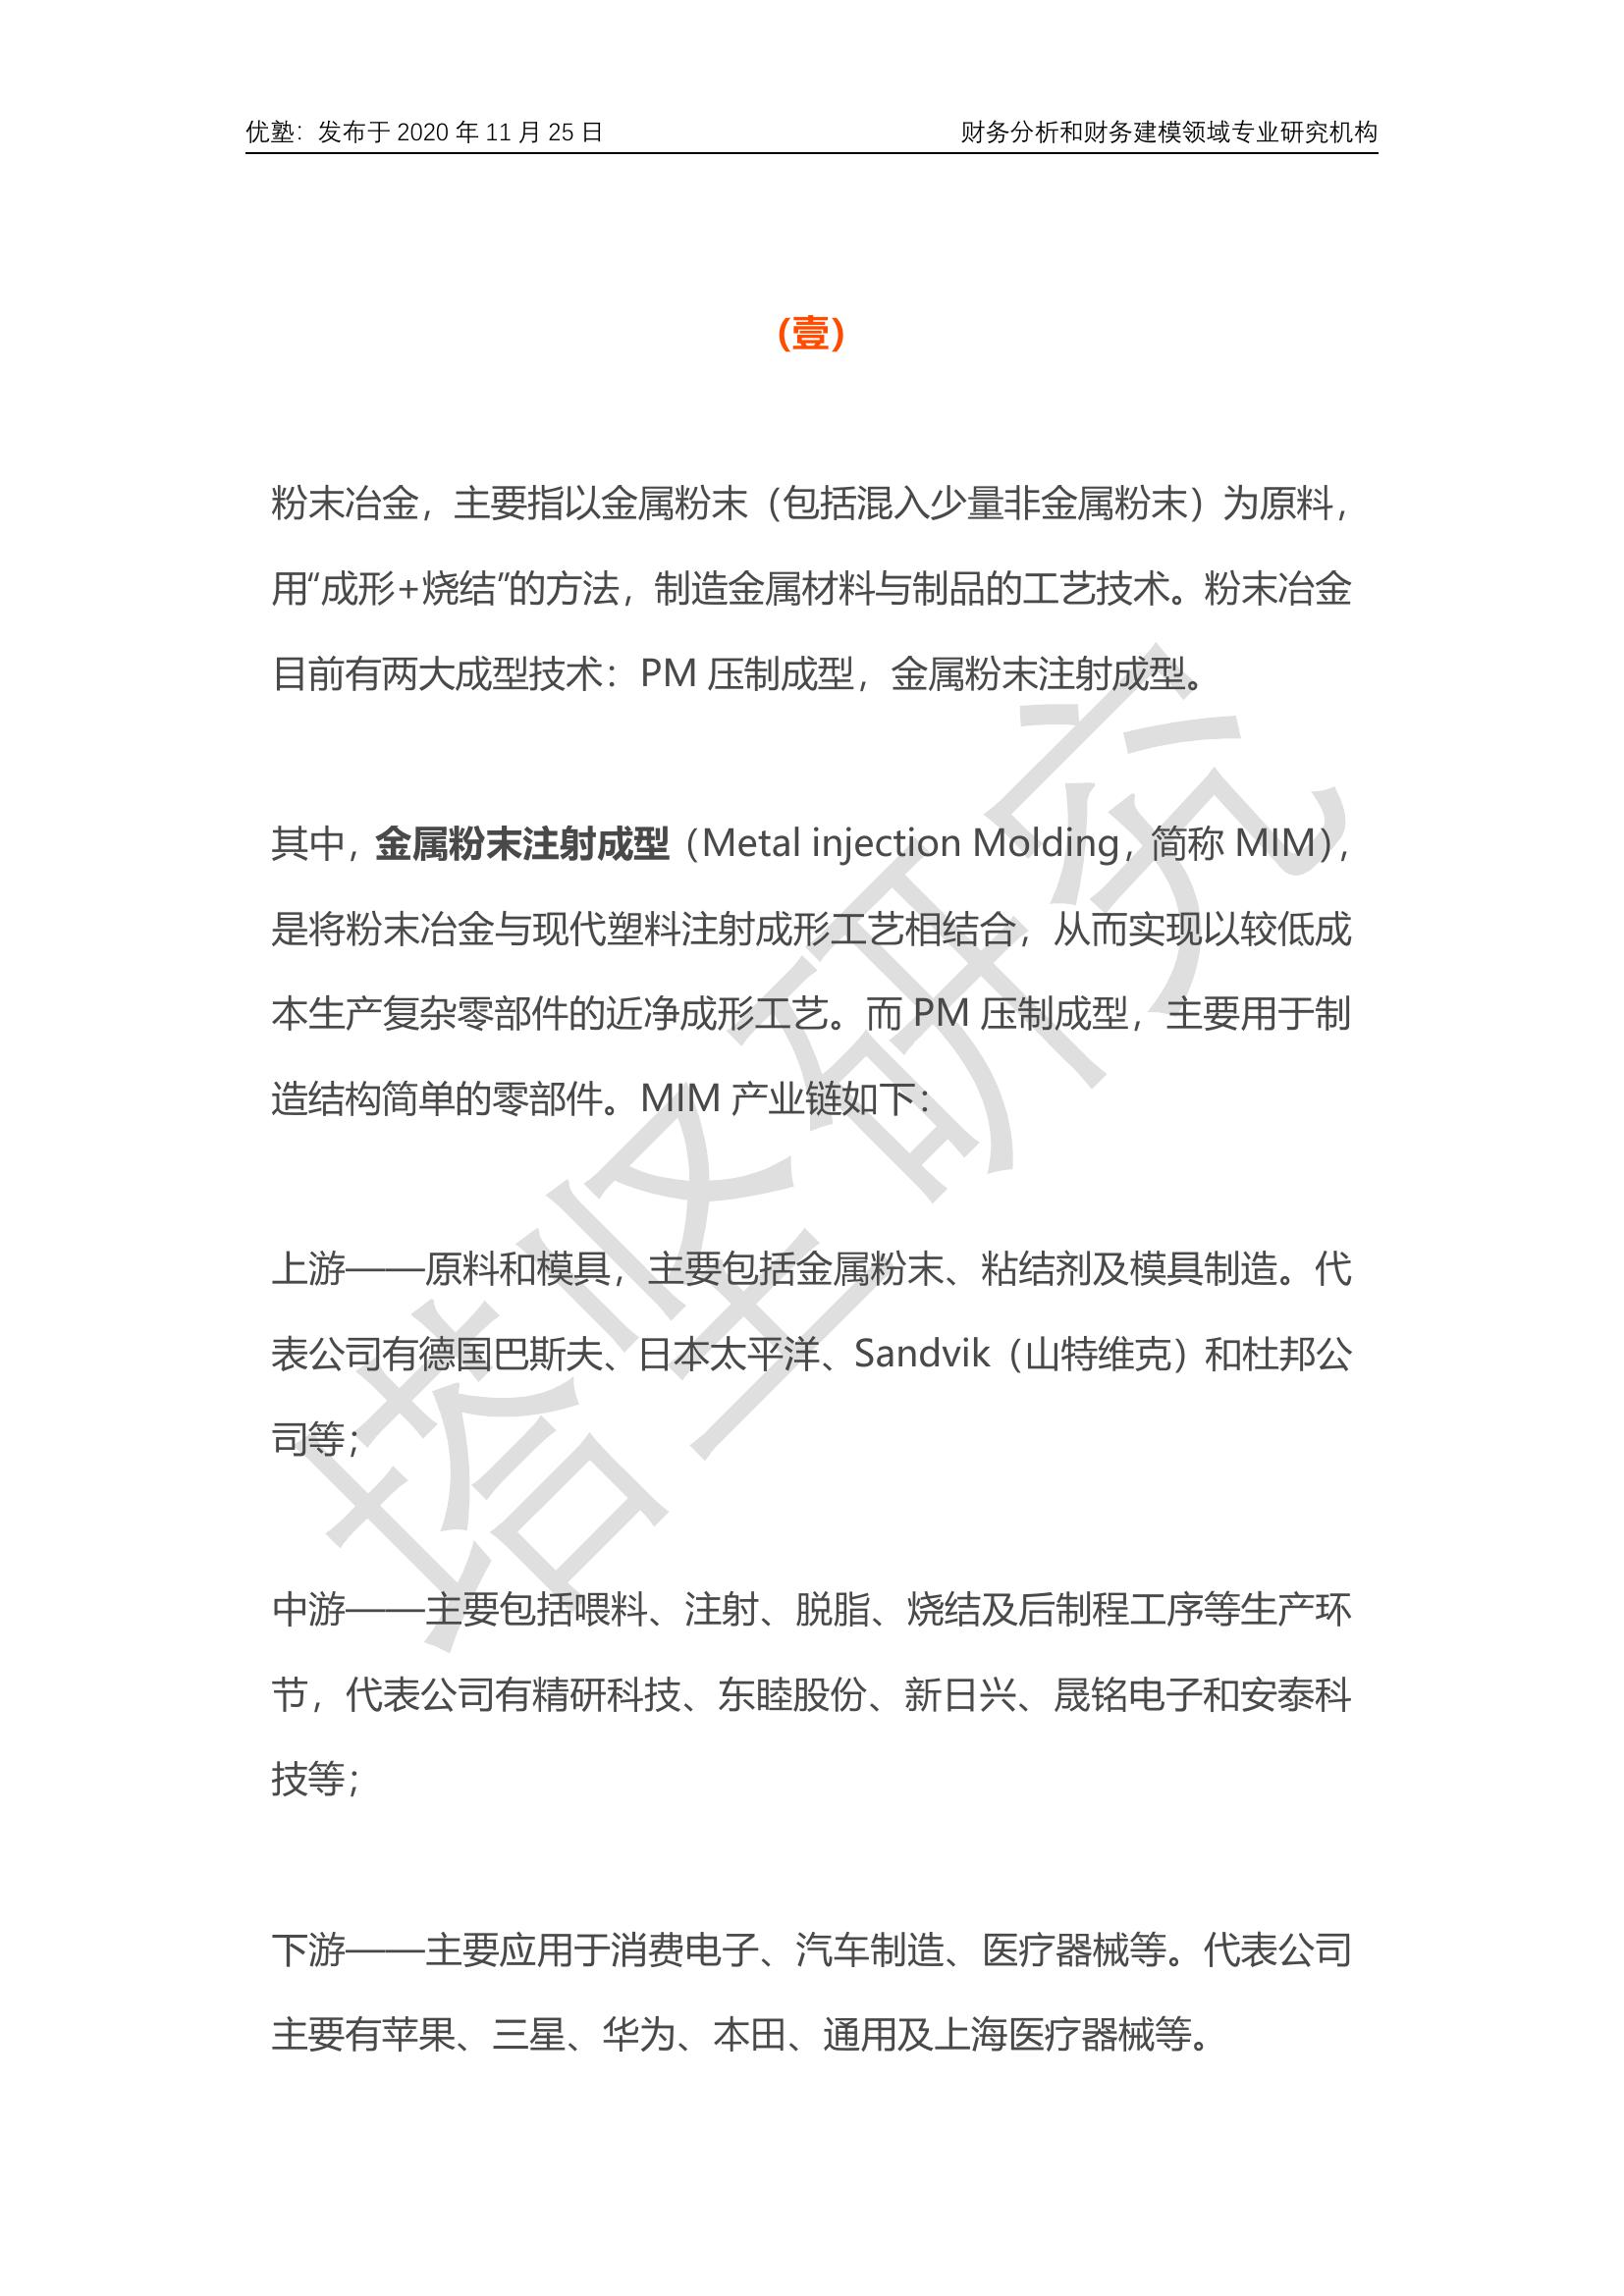 优塾：发布于 2020 年 11 月 25 日 财务分析和财务建模领域专业研究机构
(壹)
粉末冶金，主要指以金属粉末（包括混入少量非金属粉末）为原料，
用“成形+烧结”的方法，制造金属材料与制品的工艺技术。粉末冶金
目前有两大成型技术：PM 压制成型，金属粉末注射成型。
其中，金属粉末注射成型（Metal injection Molding，简称 MIM），
是将粉末冶金与现代塑料注射成形工艺相结合，从而实现以较低成
本生产复杂零部件的近净成形工艺。而 PM 压制成型，主要用于制
造结构简单的零部件。MIM 产业链如下：
上游——原料和模具，主要包括金属粉末、粘结剂及模具制造。代
表公司有德国巴斯夫、日本太平洋、Sandvik（山特维克）和杜邦公
司等；
中游——主要包括喂料、注射、脱脂、烧结及后制程工序等生产环
节，代表公司有精研科技、东睦股份、新日兴、晟铭电子和安泰科
技等；
下游——主要应用于消费电子、汽车制造、医疗器械等。代表公司
主要有苹果、三星、华为、本田、通用及上海医疗器械等。
塔坚研究